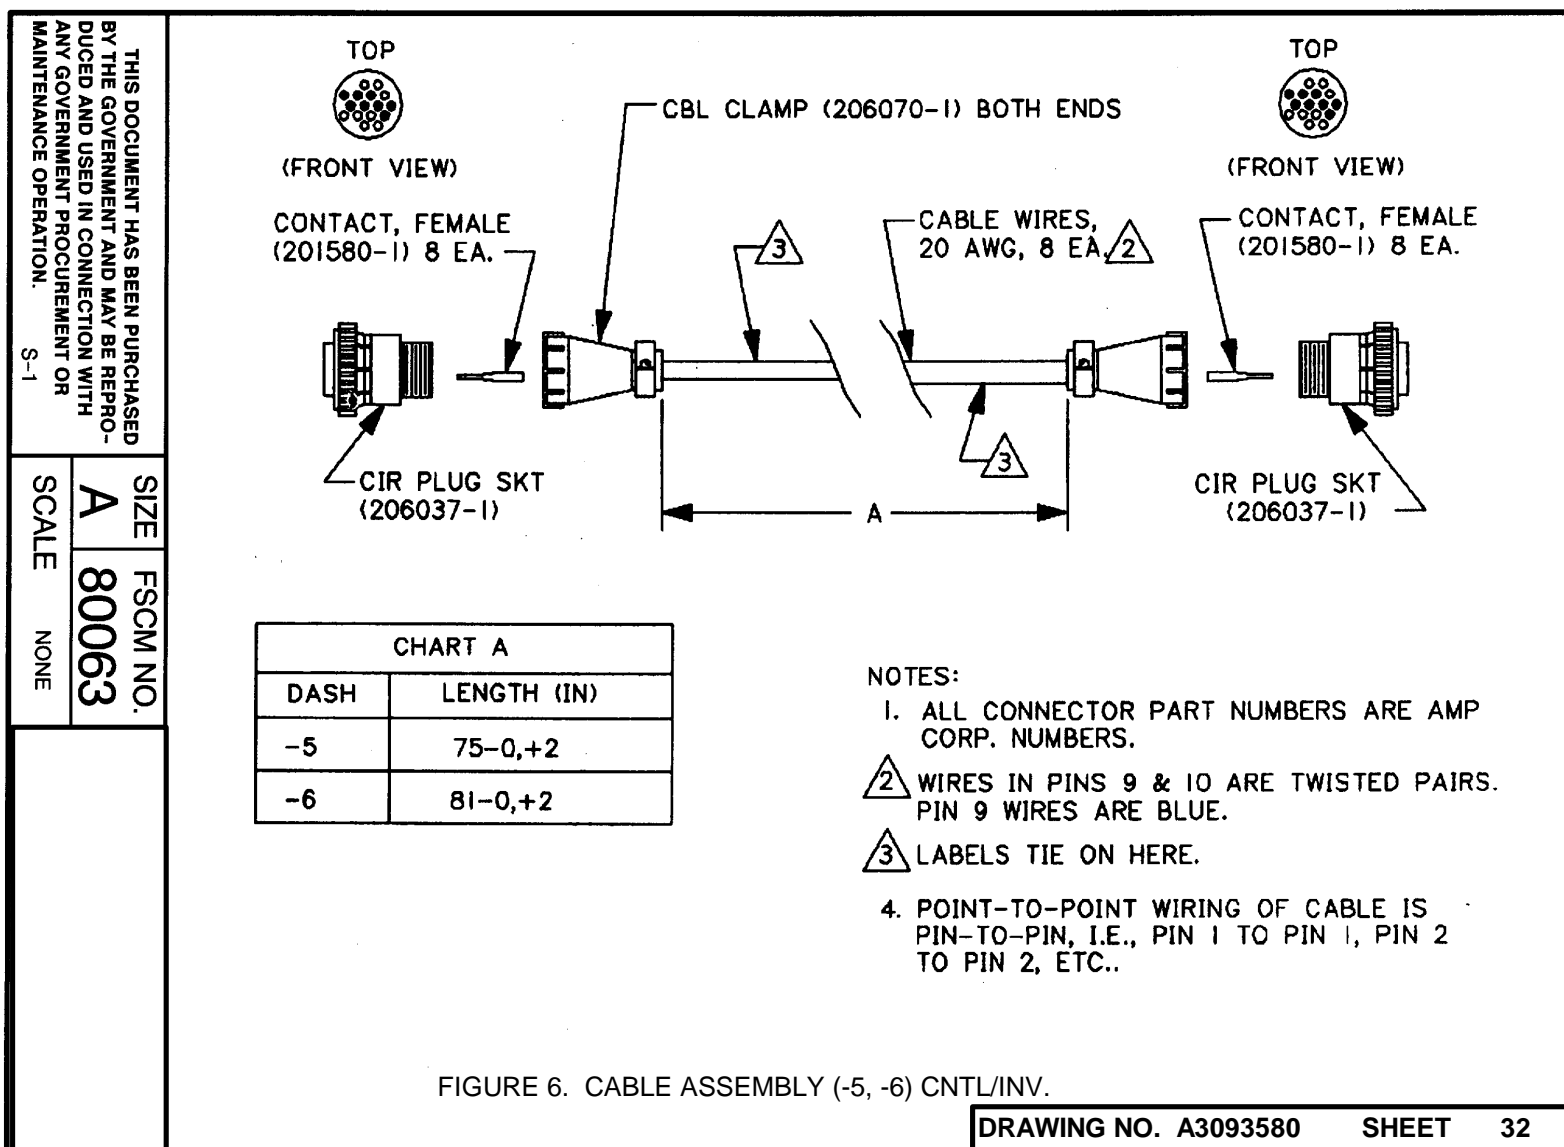 THIS DOCUMENT HAS BEEN PURCHASED
BY THE GOVERNMENT AND MAY BE REPRO-
DUCED AND USED IN CONNECTION WITH
ANY GOVERNMENT PROCUREMENT OR
MAINTENANCE OPERATION.
S-1
SIZE
A
FSCM NO.
80063
SCALE NONE
TOP
(FRONT VIEW)
CONTACT, FEMALE
(201580-1) 8 EA.
CBL CLAMP (206070-1) BOTH ENDS
3
CABLE WIRES,
20 AWG, 8 EA. 2
TOP
(FRONT VIEW)
CONTACT, FEMALE
(201580-1) 8 EA.
CIR PLUG SKT
(206037-1)
3
A
CIR PLUG SKT
(206037-1)
CHART A
DASH LENGTH (IN)
-5 75-0,+2
-6 81-0,+2
NOTES:
1. ALL CONNECTOR PART NUMBERS ARE AMP
CORP. NUMBERS.
2 WIRES IN PINS 9 & 10 ARE TWISTED PAIRS.
PIN 9 WIRES ARE BLUE.
3 LABELS TIE ON HERE.
4. POINT-TO-POINT WIRING OF CABLE IS
PIN-TO-PIN, I.E., PIN 1 TO PIN 1, PIN 2
TO PIN 2, ETC..
FIGURE 6. CABLE ASSEMBLY (-5, -6) CNTL/INV.
DRAWING NO. A3093580 SHEET 32